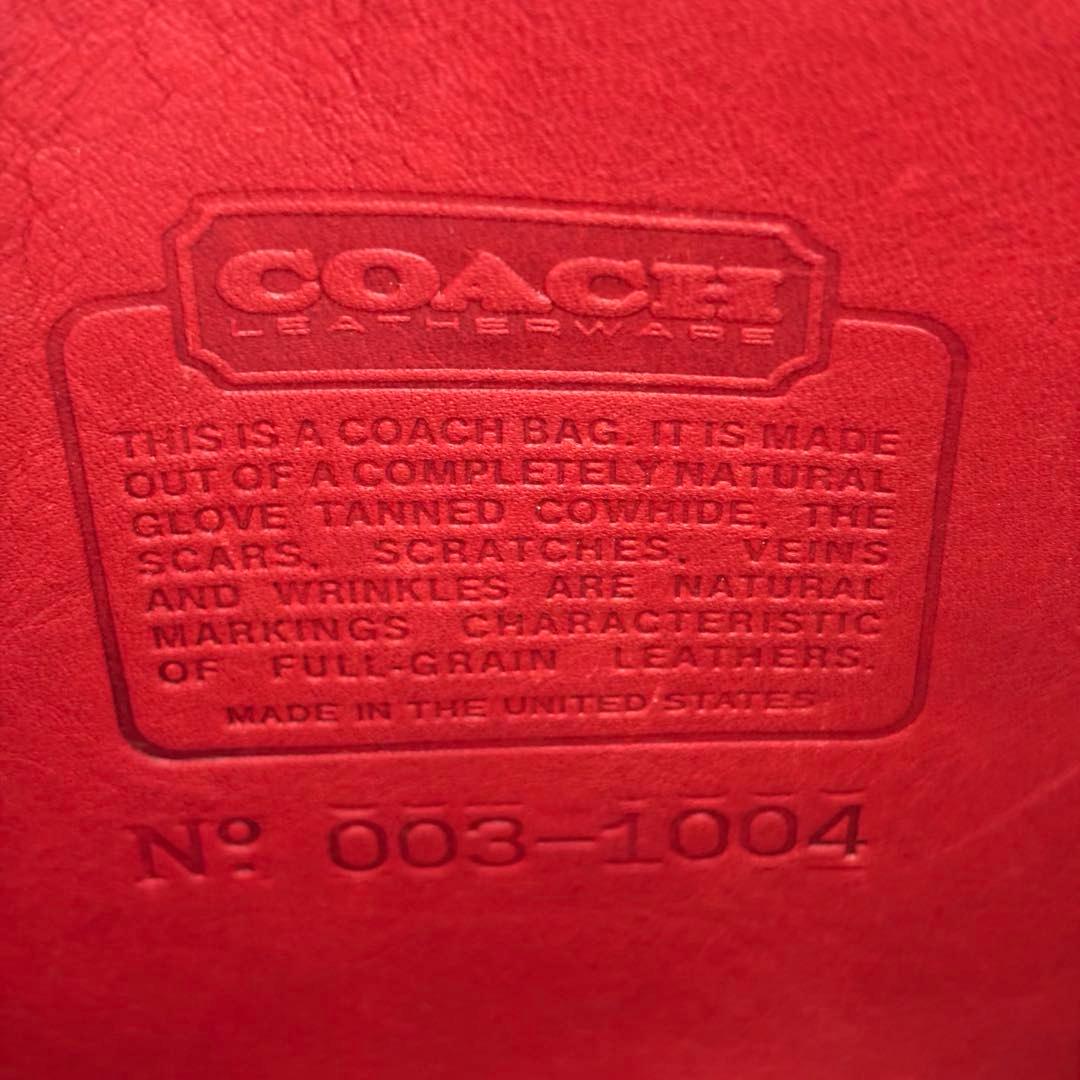 COACH
LEATHERWARE
THIS IS A COACH BAG. IT IS MADE
OUT OF A COMPLETELY NATURAL
GLOVE TANNED COWHIDE. THE
SCARS, SCRATCHES, VEINS
AND WRINKLES ARE NATURAL
MARKINGS CHARACTERISTIC
OF FULL-GRAIN LEATHERS.
MADE IN THE UNITED STATES
Nº 003-1004